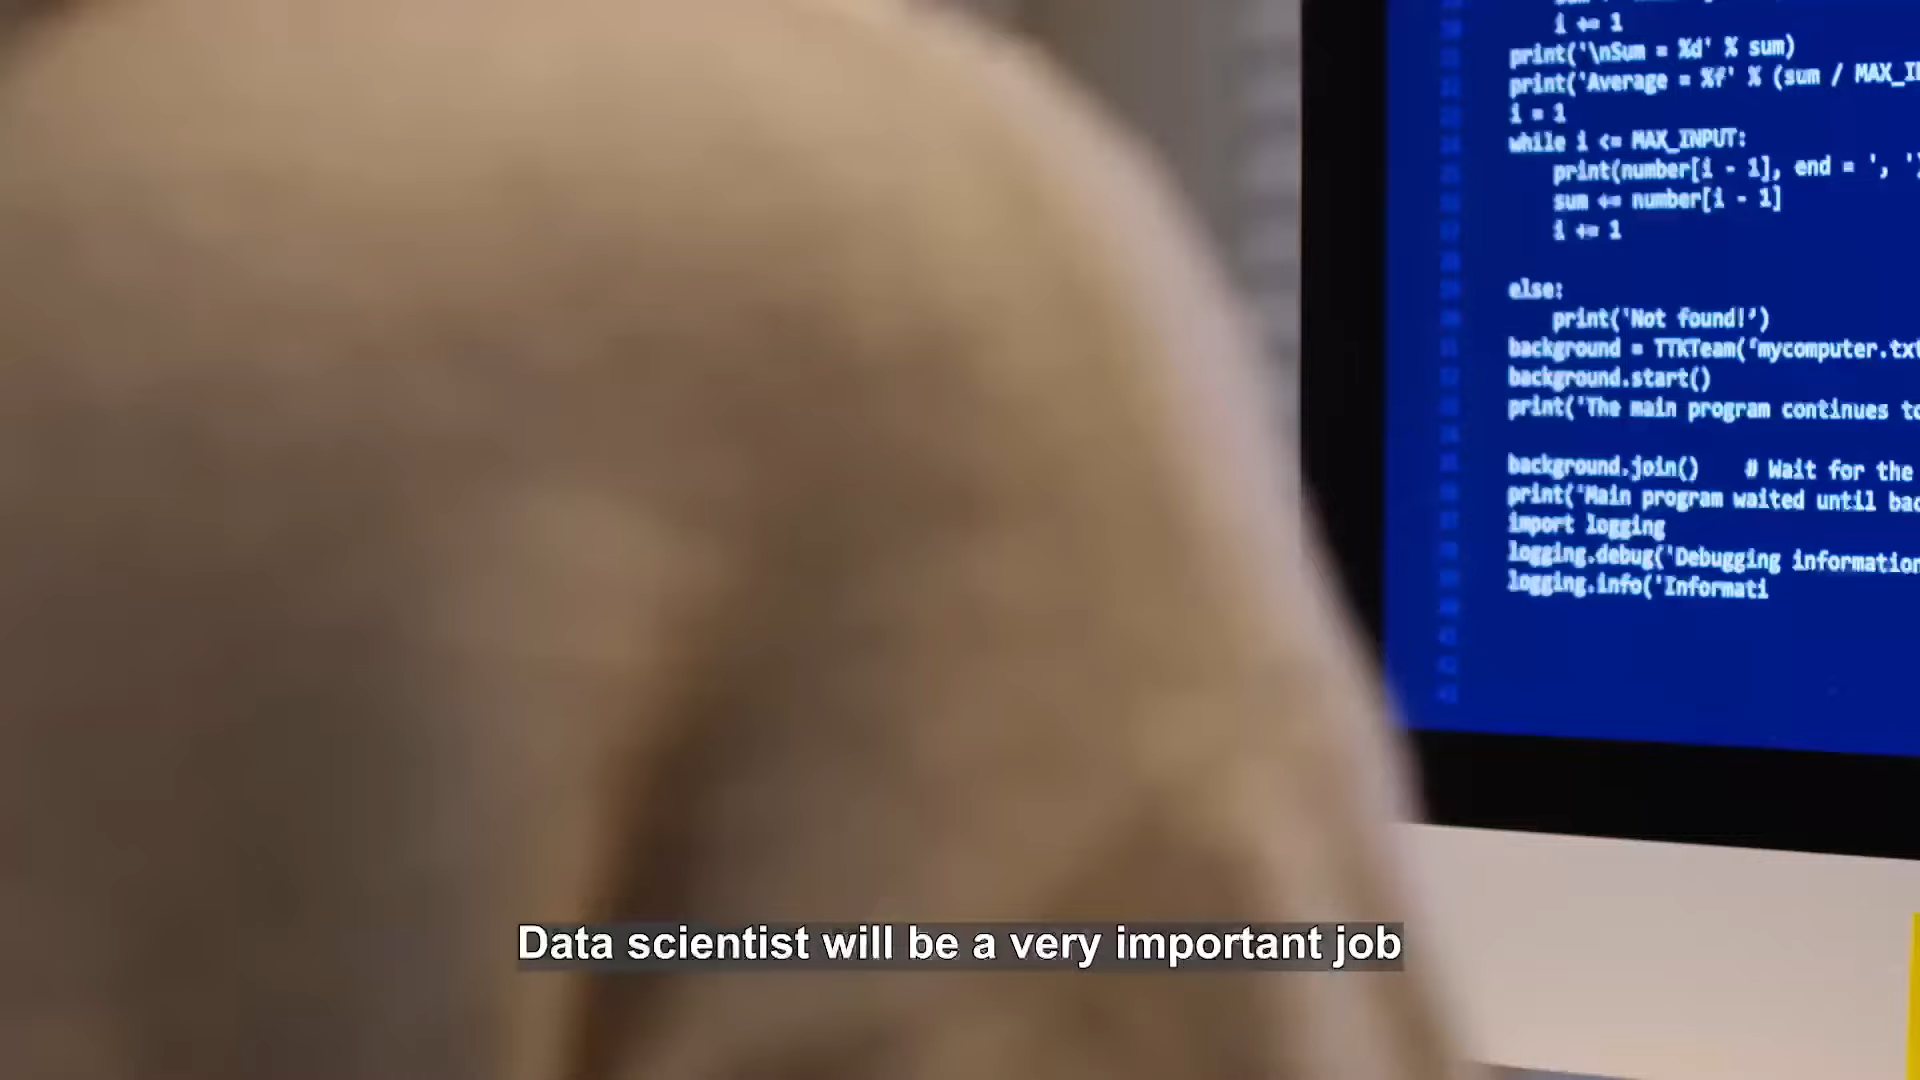 i += 1
print('\nSum = %d' % sum)
print('Average = %f' % (sum / MAX_I
i = 1
while i <= MAX_INPUT:
print(number[i - 1], end = ', ')
sum += number[i - 1]
i += 1
else:
print('Not found!')
background = TTKTeam('mycomputer.txt
background.start()
print('The main program continues to
background.join() # Wait for the
print('Main program waited until bac
import logging
logging.debug('Debugging information
logging.info('Informati
Data scientist will be a very important job